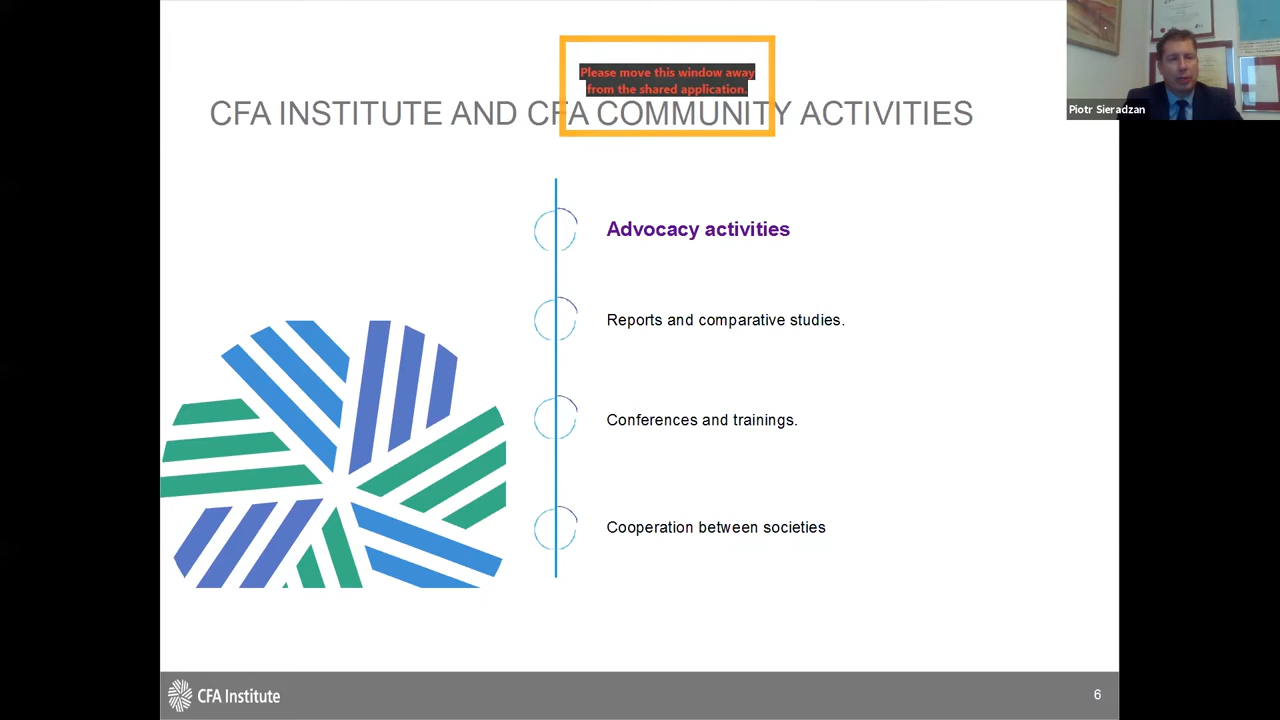 Please move this window away
from the shared application.
CFA INSTITUTE AND CFA COMMUNITY ACTIVITIES
Piotr Sieradzan
Advocacy activities
Reports and comparative studies.
Conferences and trainings.
Cooperation between societies
CFA Institute
6